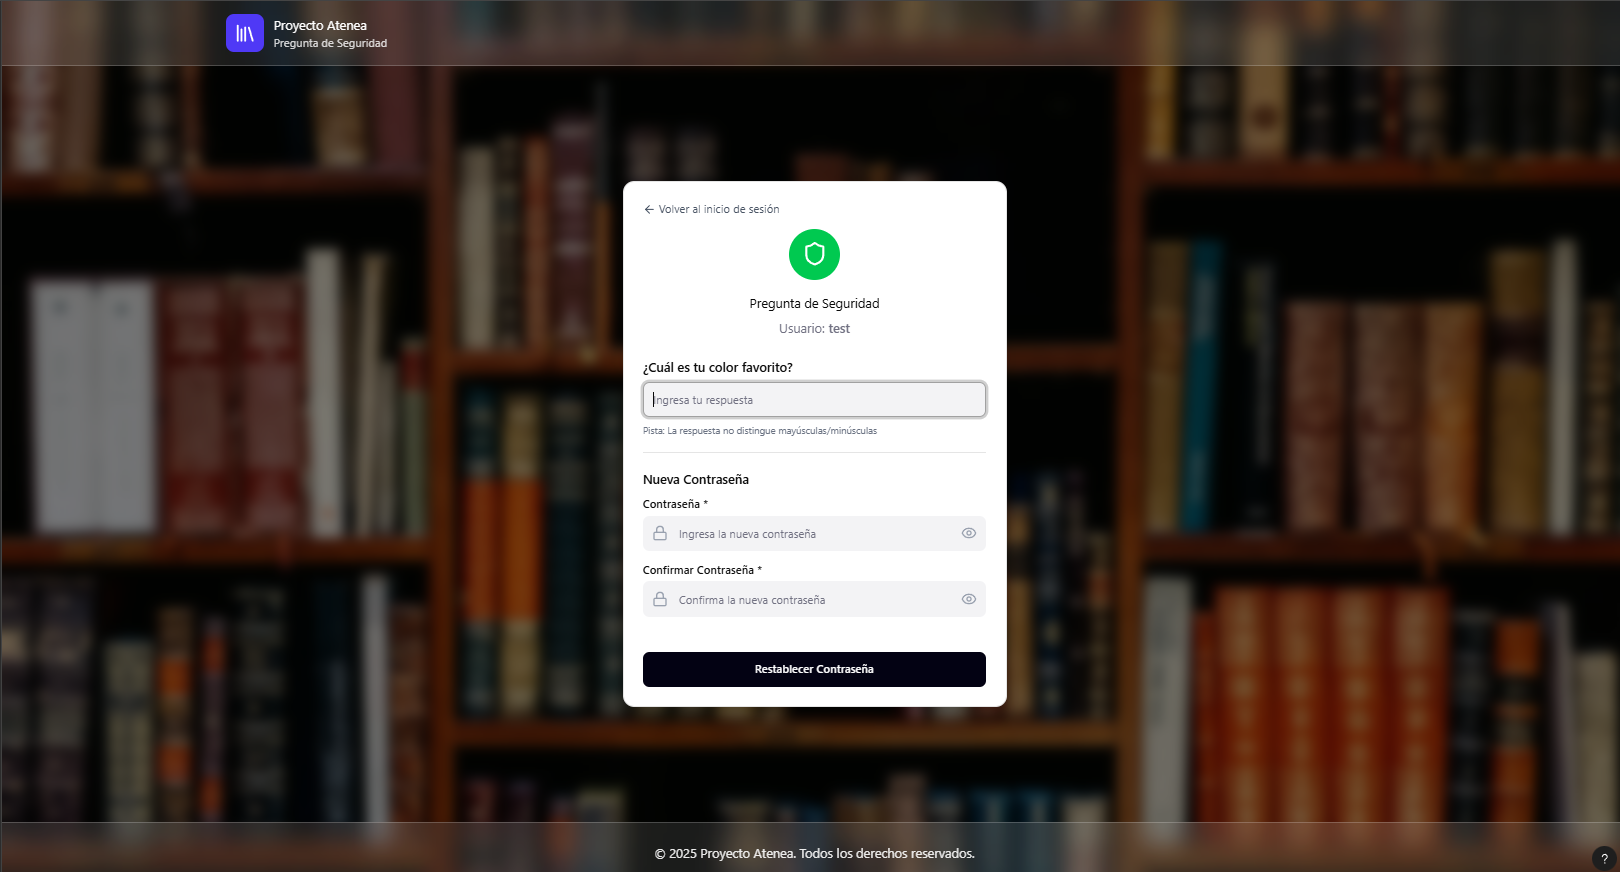 Proyecto Atenea
Pregunta de Seguridad
← Volver al inicio de sesión
Pregunta de Seguridad
Usuario: test
¿Cuál es tu color favorito?
Ingresa tu respuesta
Pista: La respuesta no distingue mayúsculas/minúsculas
Nueva Contraseña
Contraseña *
Ingresa la nueva contraseña
Confirmar Contraseña *
Confirma la nueva contraseña
Restablecer Contraseña
© 2025 Proyecto Atenea. Todos los derechos reservados.
?